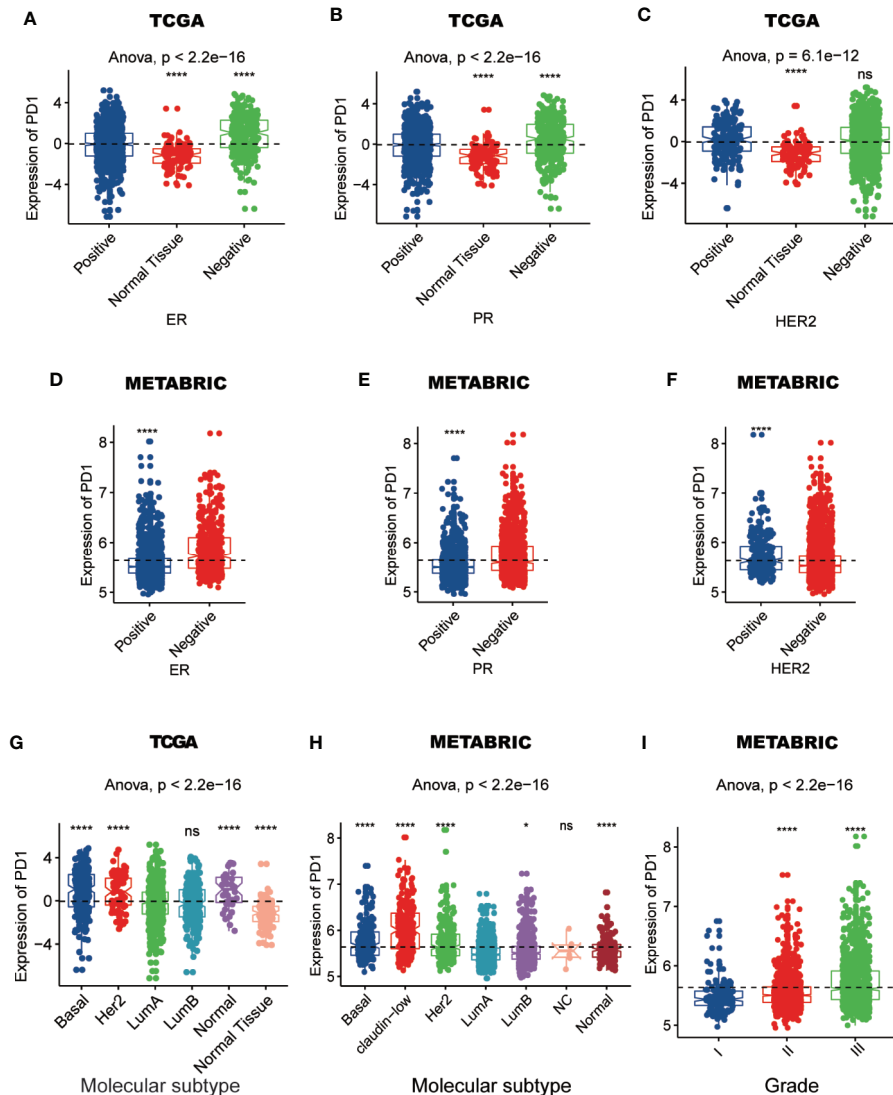 A
TCGA
Anova, p < 2.2e−16
**** ****
Expression of PD1
4
0
−4
Positive
Normal Tissue
Negative
ER
B
TCGA
Anova, p < 2.2e−16
**** ****
Expression of PD1
4
0
−4
Positive
Normal Tissue
Negative
PR
C
TCGA
Anova, p = 6.1e−12
**** ns
Expression of PD1
4
0
−4
Positive
Normal Tissue
Negative
HER2
D
METABRIC
****
Expression of PD1
8
7
6
5
Positive
Negative
ER
E
METABRIC
****
Expression of PD1
8
7
6
5
Positive
Negative
PR
F
METABRIC
****
Expression of PD1
8
7
6
5
Positive
Negative
HER2
G
TCGA
Anova, p < 2.2e−16
**** **** ns **** ****
Expression of PD1
4
0
−4
Basal
Her2
LumA
LumB
Normal
Normal Tissue
Molecular subtype
H
METABRIC
Anova, p < 2.2e−16
**** **** **** * ns ****
Expression of PD1
8
7
6
5
Basal
claudin−low
Her2
LumA
LumB
NC
Normal
Molecular subtype
I
METABRIC
Anova, p < 2.2e−16
**** ****
Expression of PD1
8
7
6
5
I
II
III
Grade